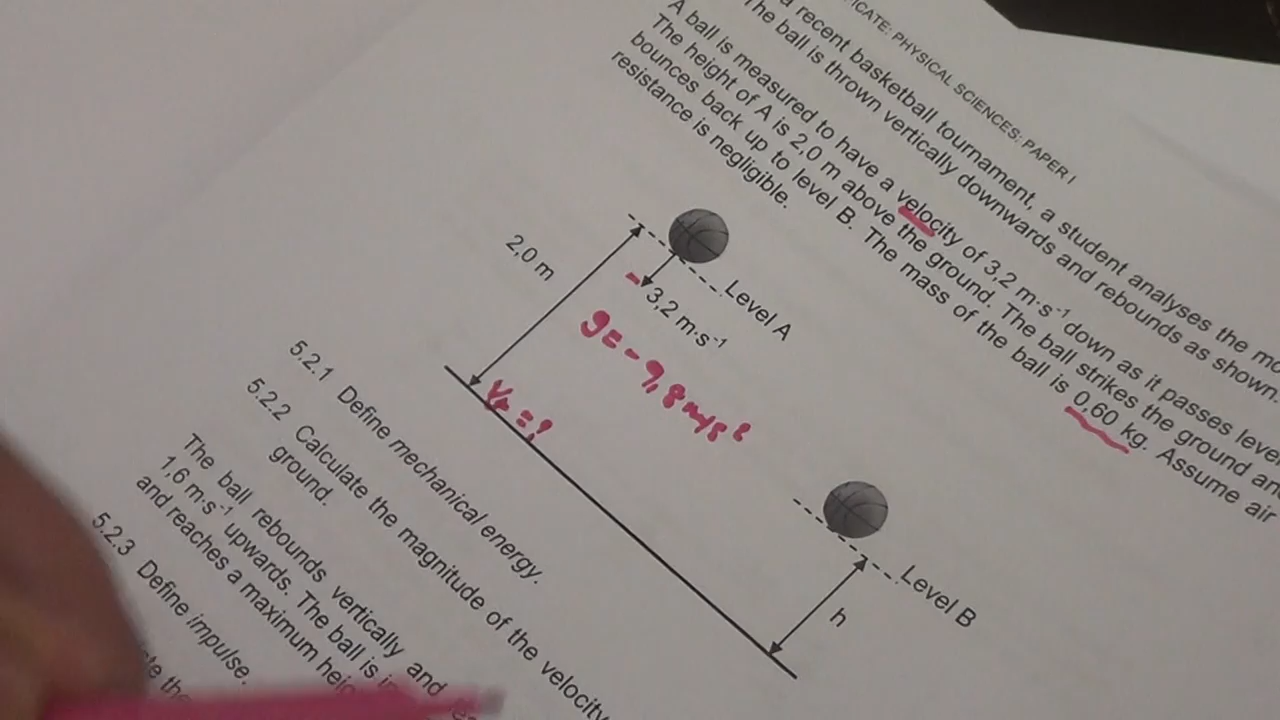 FICATE: PHYSICAL SCIENCES: PAPER I
recent basketball tournament, a student analyses the
The ball is thrown vertically downwards and rebounds as shown.
A ball is measured to have a velocity of 3,2 m·s⁻¹ down as it passes level
The height of A is 2,0 m above the ground. The ball strikes the ground
bounces back up to level B. The mass of the ball is 0,60 kg. Assume air
resistance is negligible.
2,0 m
Level A
3,2 m·s⁻¹
g = - 9,8 m/s²
Vf = ?
Level B
h
5.2.1 Define mechanical energy.
5.2.2 Calculate the magnitude of the velocity
ground.
The ball rebounds vertically and
1,6 m·s⁻¹ upwards. The ball is
and reaches a maximum
5.2.3 Define impulse.
the